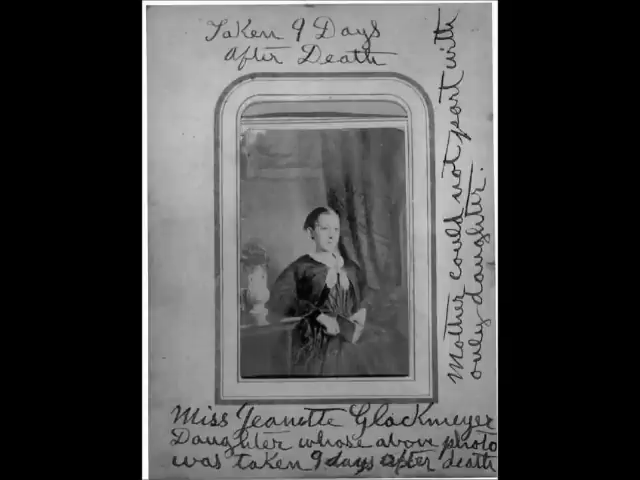 Taken 9 Days
after Death
Mother could not part with
only daughter.
Miss Jeanette Glackmeyer
Daughter whose above photo
was taken 9 days after death